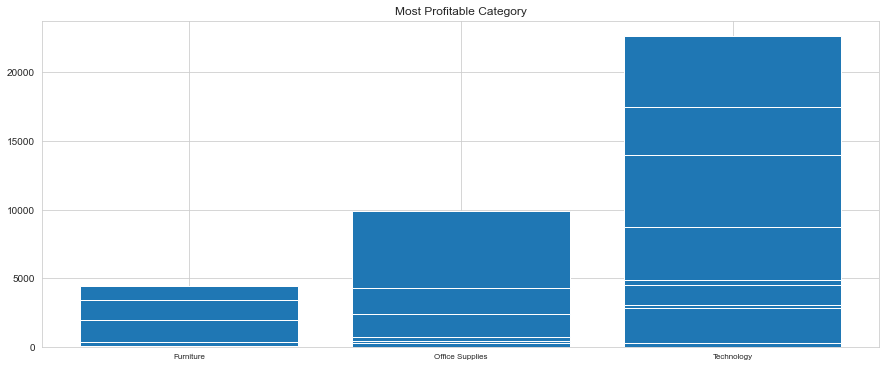 Most Profitable Category
20000
15000
10000
5000
0
Furniture
Office Supplies
Technology